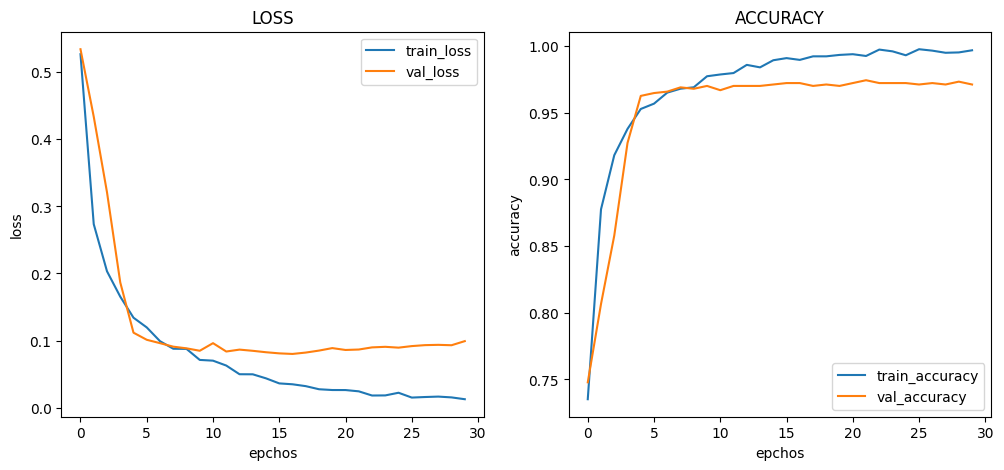 LOSS
loss
0.5
0.4
0.3
0.2
0.1
0.0
train_loss
val_loss
0 5 10 15 20 25 30
epchos
ACCURACY
accuracy
1.00
0.95
0.90
0.85
0.80
0.75
train_accuracy
val_accuracy
0 5 10 15 20 25 30
epchos